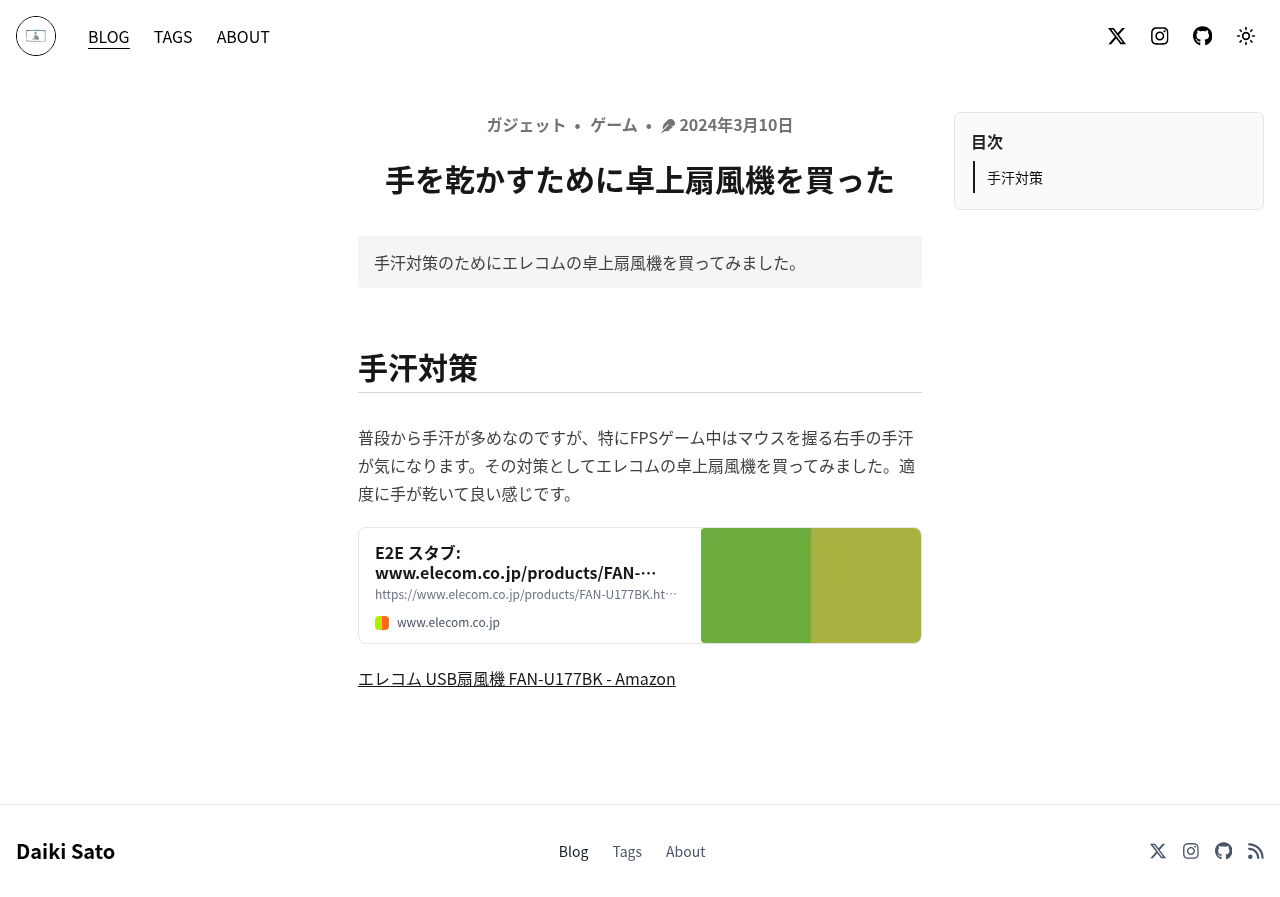 BLOG TAGS ABOUT
ガジェット • ゲーム • 2024年3月10日
手を乾かすために卓上扇風機を買った
手汗対策のためにエレコムの卓上扇風機を買ってみました。
目次
手汗対策
手汗対策
普段から手汗が多めなのですが、特にFPSゲーム中はマウスを握る右手の手汗
が気になります。その対策としてエレコムの卓上扇風機を買ってみました。適
度に手が乾いて良い感じです。
E2E スタブ:
www.elecom.co.jp/products/FAN-…
https://www.elecom.co.jp/products/FAN-U177BK.ht…
www.elecom.co.jp
エレコム USB扇風機 FAN-U177BK - Amazon
Daiki Sato
Blog Tags About